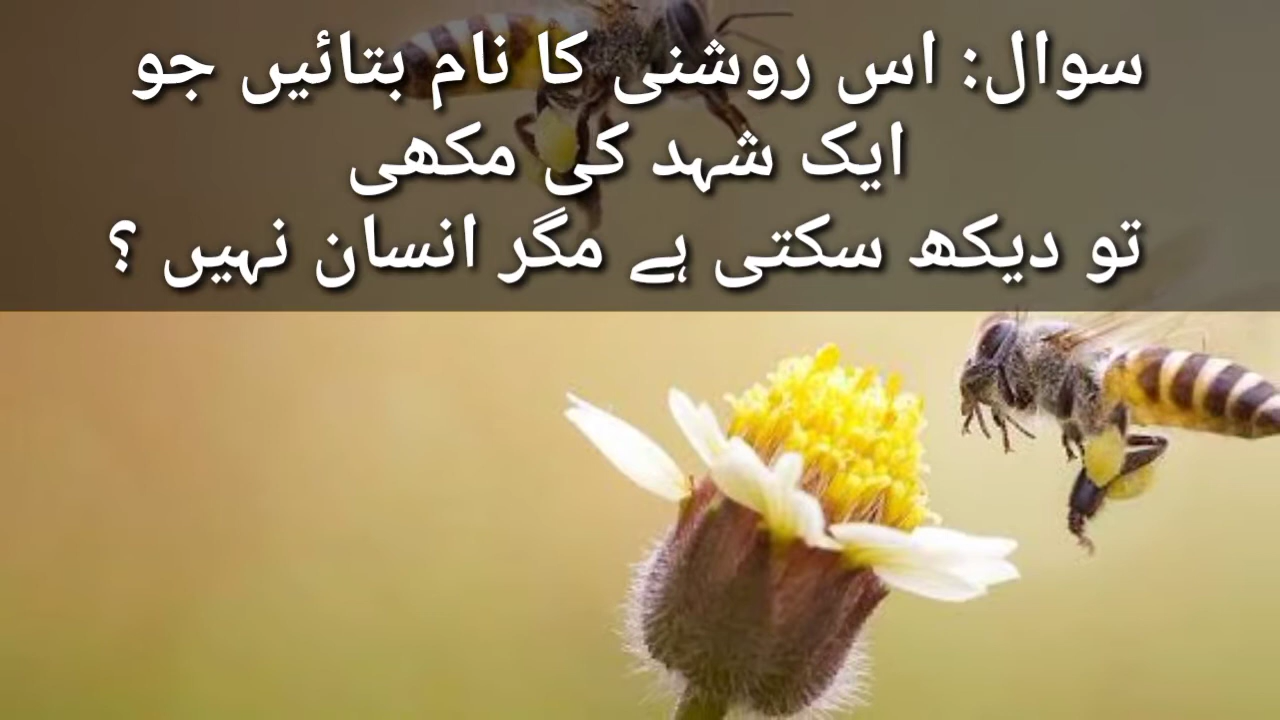 سوال: اس روشنی کا نام بتائیں جو
ایک شہد کی مکھی
تو دیکھ سکتی ہے مگر انسان نہیں ؟